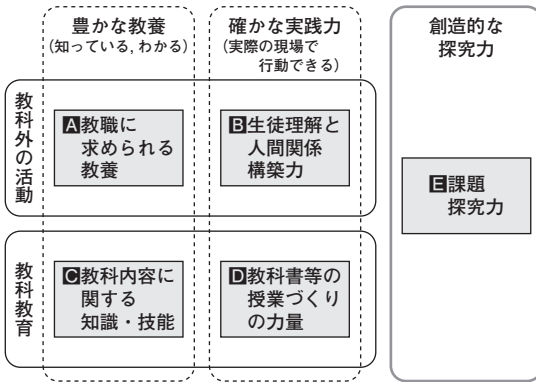 豊かな教養
(知っている, わかる)
確かな実践力
(実際の現場で
行動できる)
創造的な
探究力
教科外の活動
A教職に
求められる
教養
B生徒理解と
人間関係
構築力
E課題
探究力
教科教育
C教科内容に
関する
知識・技能
D教科書等の
授業づくり
の力量